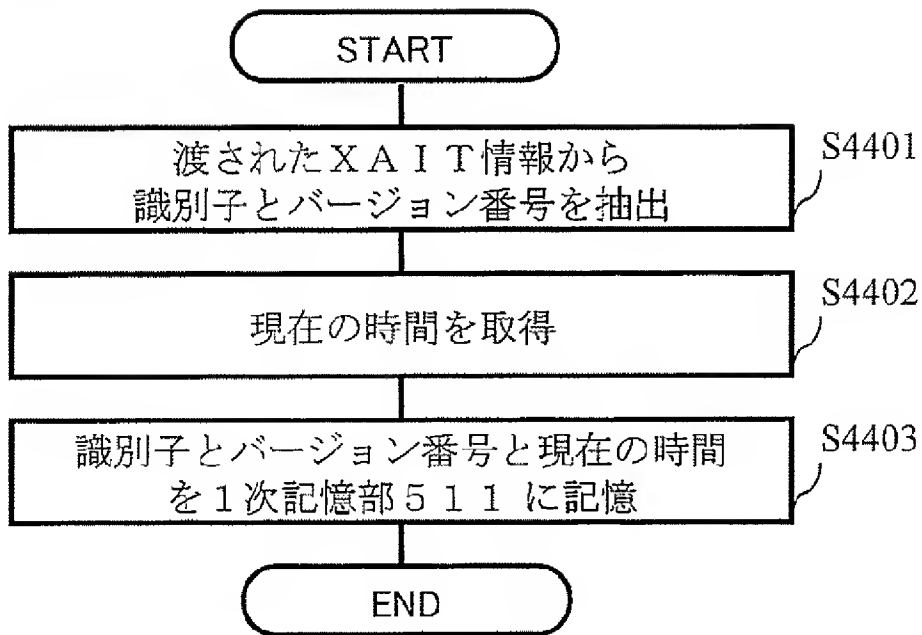 START
渡されたＸＡＩＴ情報から
識別子とバージョン番号を抽出
S4401
現在の時間を取得
S4402
識別子とバージョン番号と現在の時間
を１次記憶部５１１に記憶
S4403
END